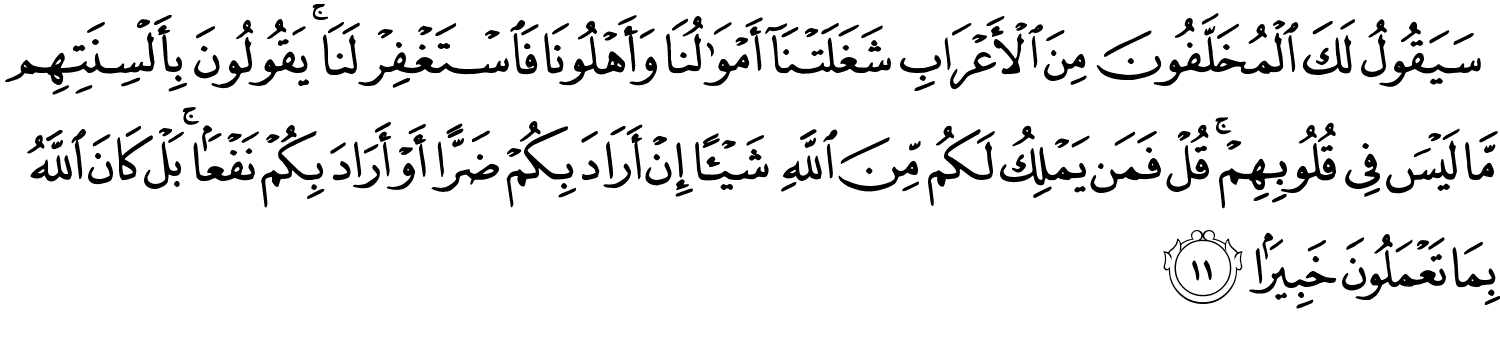 سَيَقُولُ لَكَ ٱلْمُخَلَّفُونَ مِنَ ٱلْأَعْرَابِ شَغَلَتْنَآ أَمْوَٰلُنَا وَأَهْلُونَا فَٱسْتَغْفِرْ لَنَا ۚ يَقُولُونَ بِأَلْسِنَتِهِم
مَّا لَيْسَ فِى قُلُوبِهِمْ ۚ قُلْ فَمَن يَمْلِكُ لَكُم مِّنَ ٱللَّهِ شَيْـًٔا إِنْ أَرَادَ بِكُمْ ضَرًّا أَوْ أَرَادَ بِكُمْ نَفْعَۢا ۚ بَلْ كَانَ ٱللَّهُ
بِمَا تَعْمَلُونَ خَبِيرَۢا ١١